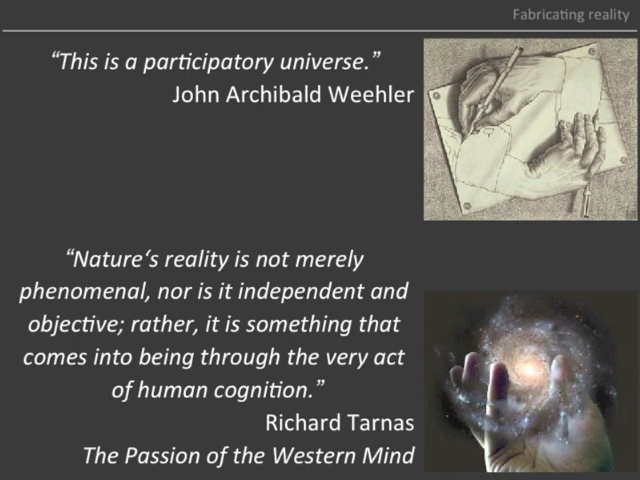 Fabricating reality
“This is a participatory universe.”
John Archibald Weehler
“Nature‘s reality is not merely
phenomenal, nor is it independent and
objective; rather, it is something that
comes into being through the very act
of human cognition.”
Richard Tarnas
The Passion of the Western Mind